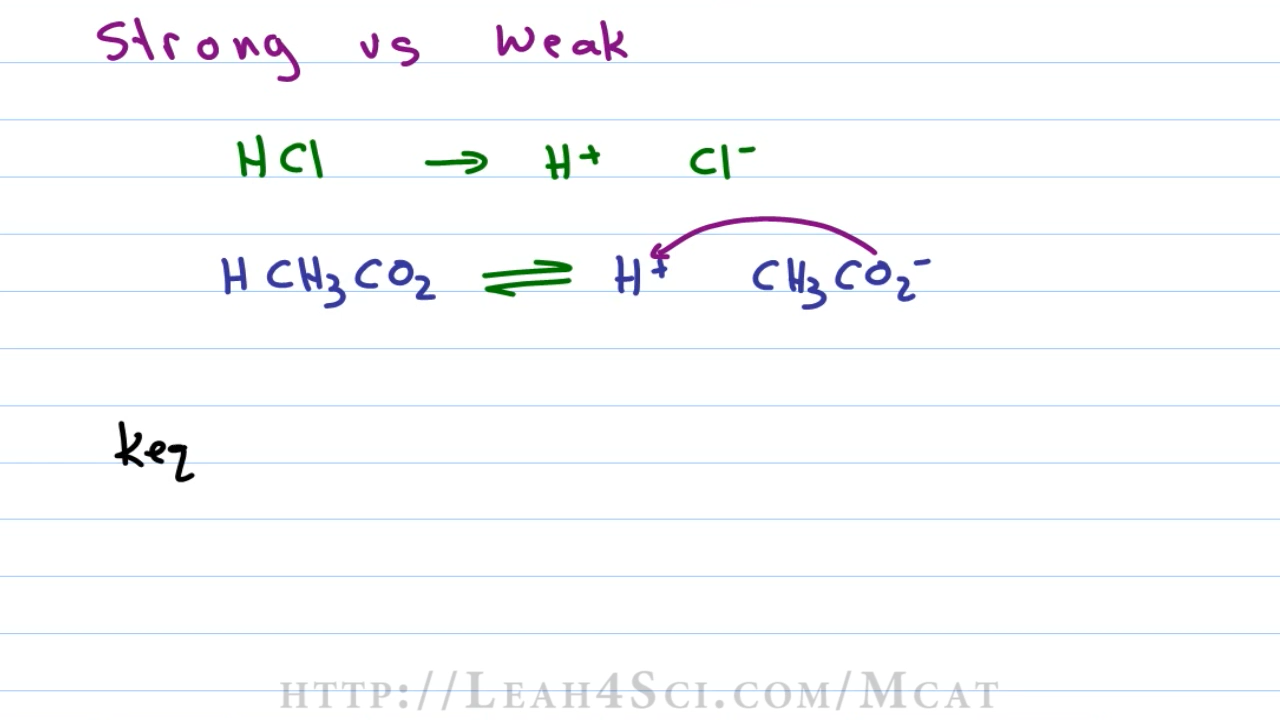 Strong vs Weak
HCl → H⁺ Cl⁻
HCH₃CO₂ ⇌ H⁺ CH₃CO₂⁻
keq
HTTP://LEAH4SCI.COM/MCAT